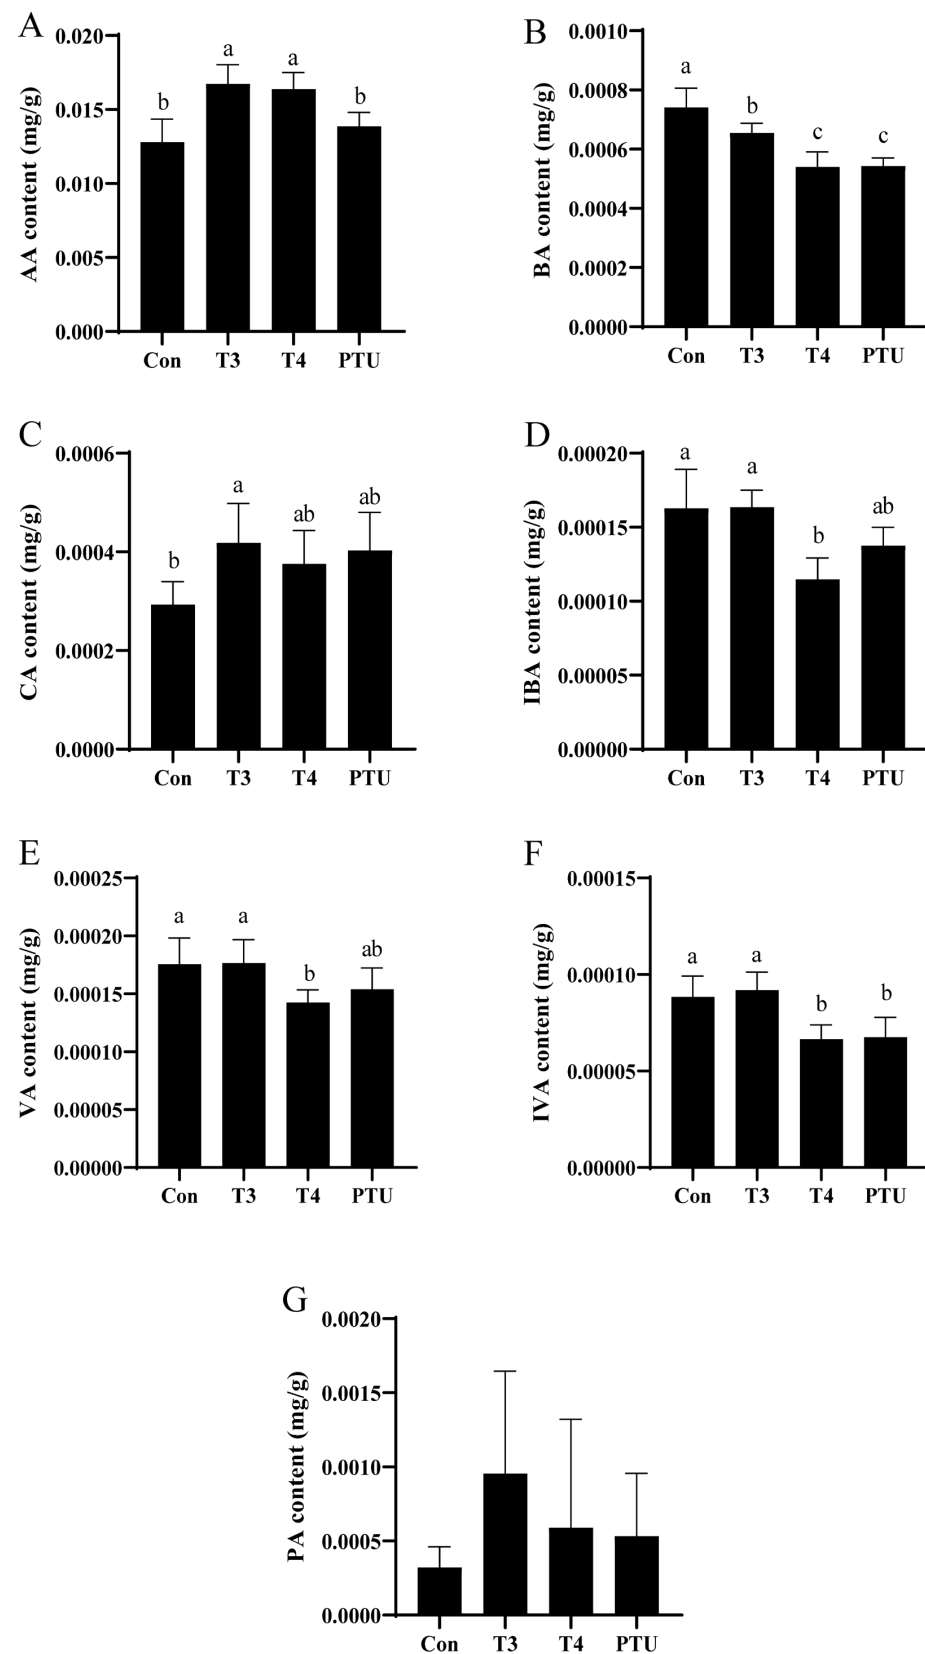 A
AA content (mg/g)
0.020
0.015
0.010
0.005
0.000
b
a
a
b
Con T3 T4 PTU
B
BA content (mg/g)
0.0010
0.0008
0.0006
0.0004
0.0002
0.0000
a
b
c
c
Con T3 T4 PTU
C
CA content (mg/g)
0.0006
0.0004
0.0002
0.0000
b
a
ab
ab
Con T3 T4 PTU
D
IBA content (mg/g)
0.00020
0.00015
0.00010
0.00005
0.00000
a
a
b
ab
Con T3 T4 PTU
E
VA content (mg/g)
0.00025
0.00020
0.00015
0.00010
0.00005
0.00000
a
a
b
ab
Con T3 T4 PTU
F
IVA content (mg/g)
0.00015
0.00010
0.00005
0.00000
a
a
b
b
Con T3 T4 PTU
G
PA content (mg/g)
0.0020
0.0015
0.0010
0.0005
0.0000
Con T3 T4 PTU